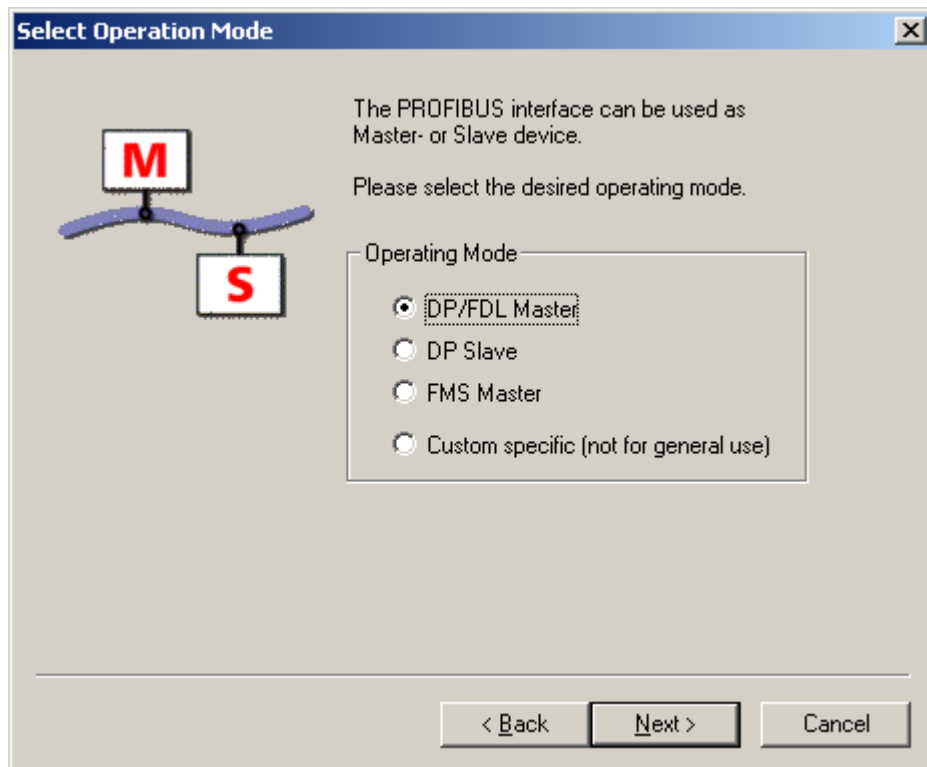 Select Operation Mode
The PROFIBUS interface can be used as
Master- or Slave device.
Please select the desired operating mode.
M
S
Operating Mode
DP/FDL Master
DP Slave
FMS Master
Custom specific (not for general use)
< Back
Next >
Cancel